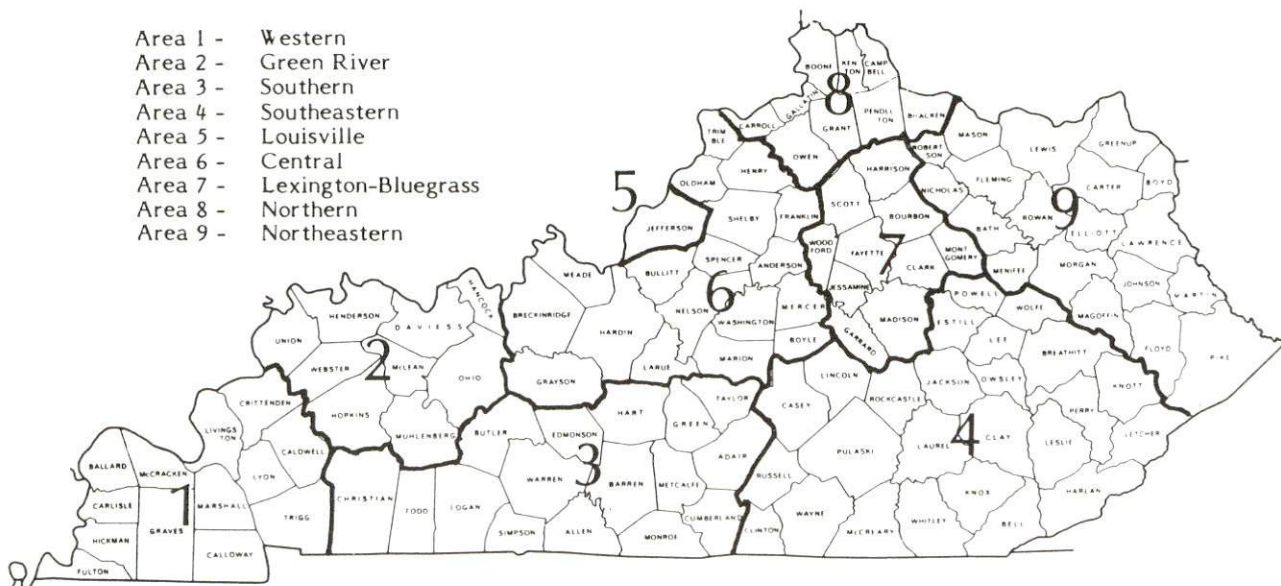 Area 1 - Western
Area 2 - Green River
Area 3 - Southern
Area 4 - Southeastern
Area 5 - Louisville
Area 6 - Central
Area 7 - Lexington-Bluegrass
Area 8 - Northern
Area 9 - Northeastern
BOONE
KEN
TON
CAMP
BELL
8
GALLATIN
CARROLL
GRANT
PENDLE
TON
BRACKEN
MASON
TRIM
BLE
OWEN
ROBERT
SON
LEWIS
GREENUP
HENRY
HARRISON
FLEMING
CARTER
BOYD
5
OLDHAM
NICHOLAS
9
SCOTT
ROWAN
ELLIOTT
JEFFERSON
SHELBY
FRANKLIN
BOURBON
BATH
LAWRENCE
WOOD
FORD
FAYETTE
7
MONT
GOMERY
MENIFEE
MORGAN
SPENCER
ANDERSON
CLARK
MEADE
BULLITT
JESSAMINE
POWELL
WOLFE
JOHNSON
MARTIN
HANCOCK
HENDERSON
DAVIESS
BRECKINRIDGE
HARDIN
NELSON
6
WASHINGTON
MERCER
MADISON
ESTILL
LEE
MAGOFFIN
UNION
GARRARD
BREATHITT
FLOYD
PIKE
WEBSTER
2
McLEAN
OHIO
GRAYSON
LARUE
MARION
BOYLE
LINCOLN
JACKSON
OWSLEY
KNOTT
CRITTENDEN
HOPKINS
MUHLENBERG
BUTLER
EDMONSON
HART
GREEN
TAYLOR
CASEY
ROCKCASTLE
PERRY
LIVINGS
TON
CALDWELL
LAUREL
4
CLAY
LESLIE
LETCHER
BALLARD
McCRACKEN
LYON
WARREN
3
BARREN
METCALFE
ADAIR
PULASKI
CARLISLE
1
MARSHALL
CHRISTIAN
TODD
LOGAN
RUSSELL
KNOX
HARLAN
GRAVES
TRIGG
SIMPSON
ALLEN
MONROE
CUMBERLAND
CLINTON
WAYNE
McCREARY
WHITLEY
BELL
HICKMAN
CALLOWAY
FULTON